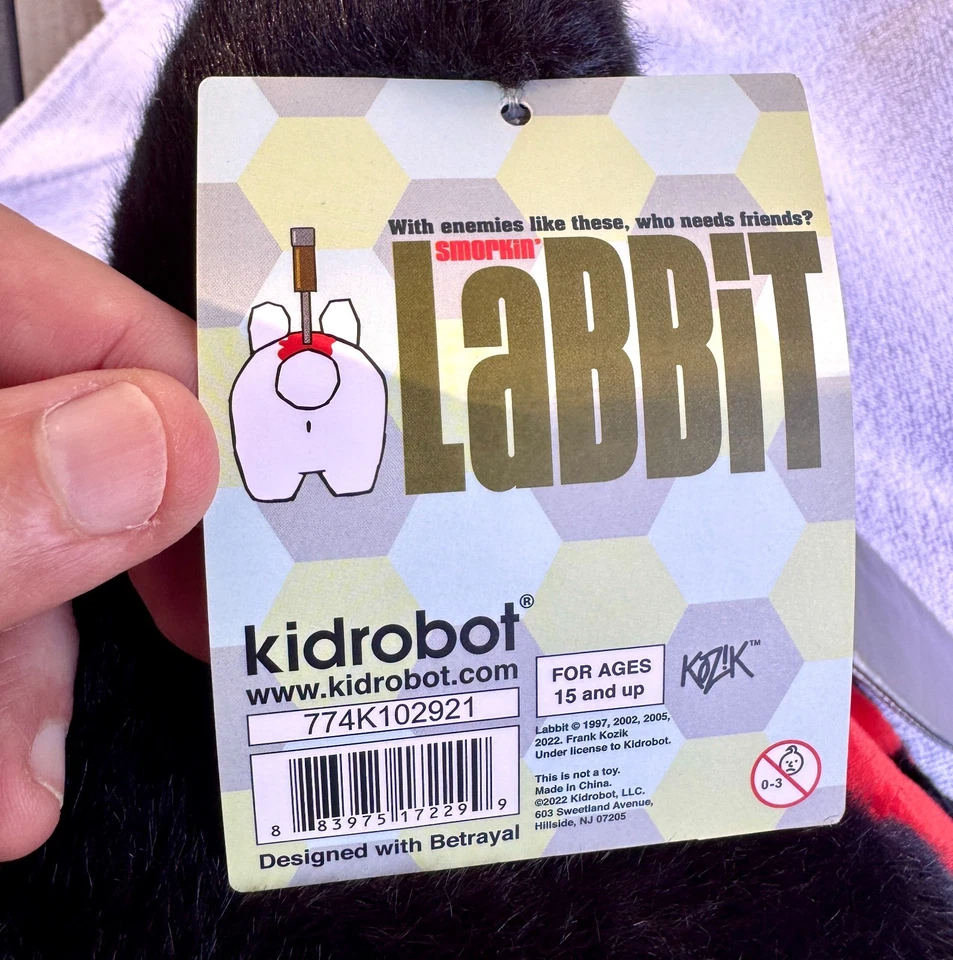 With enemies like these, who needs friends?
smorkin'
LaBBiT
kidrobot®
www.kidrobot.com
774K102921
8 83975 17229 9
Designed with Betrayal
FOR AGES
15 and up
KOZIK™
Labbit © 1997, 2002, 2005,
2022. Frank Kozik
Under license to Kidrobot.
This is not a toy.
Made In China.
©2022 Kidrobot, LLC.
603 Sweetland Avenue,
Hillside, NJ 07205
0-3